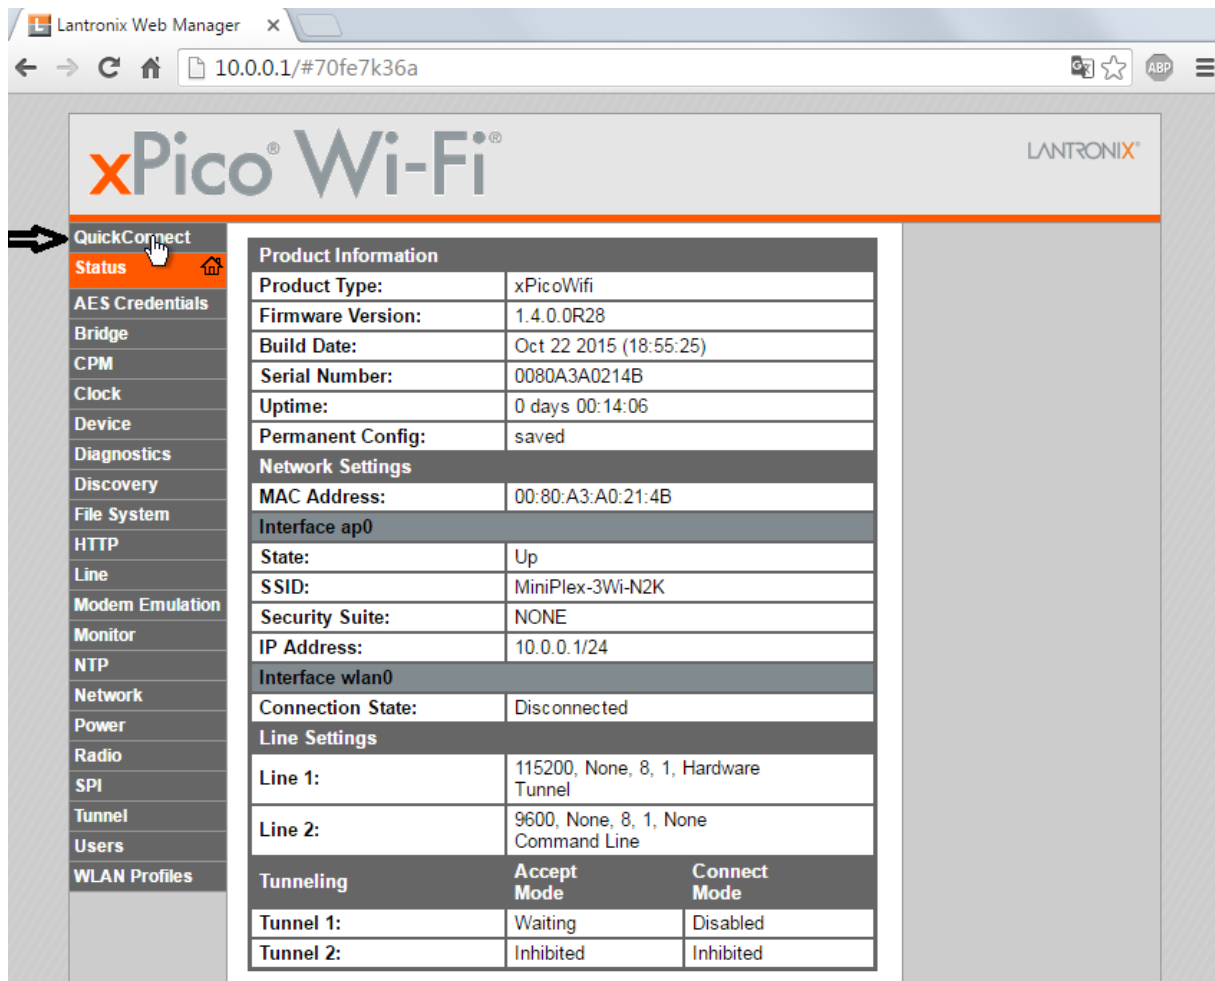 Lantronix Web Manager
10.0.0.1/#70fe7k36a
ABP
xPico® Wi-Fi®
LANTRONIX®
QuickConnect
Status
AES Credentials
Bridge
CPM
Clock
Device
Diagnostics
Discovery
File System
HTTP
Line
Modem Emulation
Monitor
NTP
Network
Power
Radio
SPI
Tunnel
Users
WLAN Profiles
Product Information
Product Type: xPicoWifi
Firmware Version: 1.4.0.0R28
Build Date: Oct 22 2015 (18:55:25)
Serial Number: 0080A3A0214B
Uptime: 0 days 00:14:06
Permanent Config: saved
Network Settings
MAC Address: 00:80:A3:A0:21:4B
Interface ap0
State: Up
SSID: MiniPlex-3Wi-N2K
Security Suite: NONE
IP Address: 10.0.0.1/24
Interface wlan0
Connection State: Disconnected
Line Settings
Line 1: 115200, None, 8, 1, Hardware
Tunnel
Line 2: 9600, None, 8, 1, None
Command Line
Tunneling Accept Mode Connect Mode
Tunnel 1: Waiting Disabled
Tunnel 2: Inhibited Inhibited